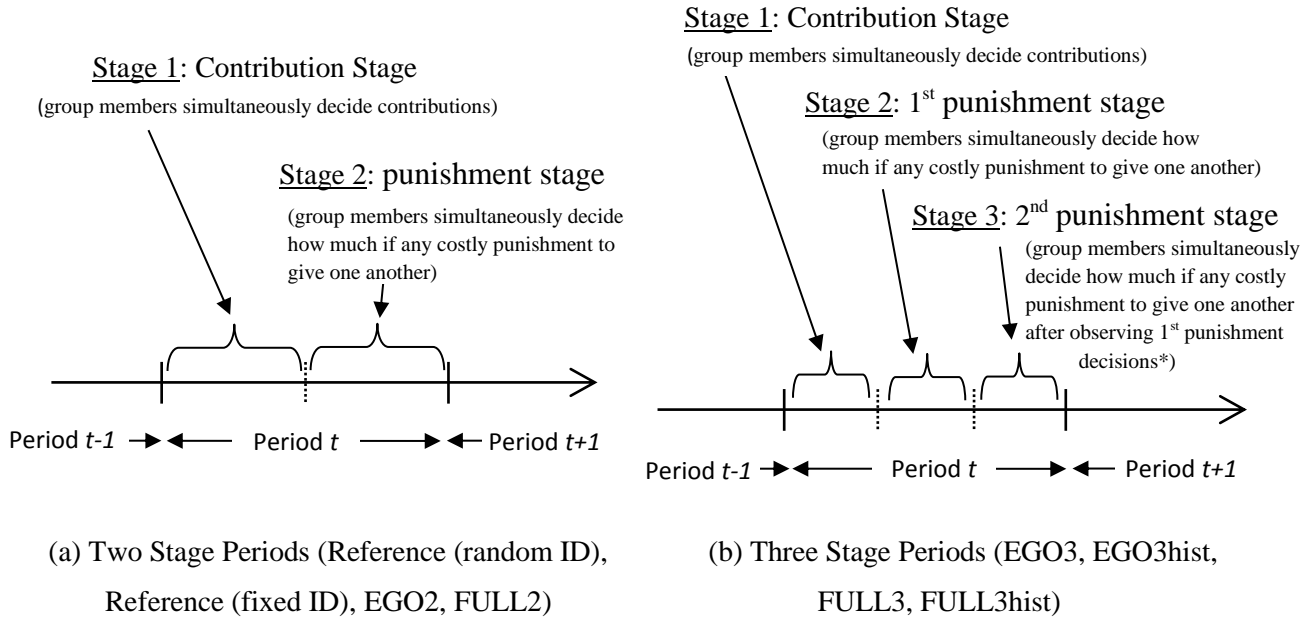 Stage 1: Contribution Stage
(group members simultaneously decide contributions)
Stage 2: punishment stage
(group members simultaneously decide
how much if any costly punishment to
give one another)
Period t-1
Period t
Period t+1
(a) Two Stage Periods (Reference (random ID),
Reference (fixed ID), EGO2, FULL2)
Stage 1: Contribution Stage
(group members simultaneously decide contributions)
Stage 2: 1st punishment stage
(group members simultaneously decide how
much if any costly punishment to give one another)
Stage 3: 2nd punishment stage
(group members simultaneously
decide how much if any costly
punishment to give one another
after observing 1st punishment
decisions*)
Period t-1
Period t
Period t+1
(b) Three Stage Periods (EGO3, EGO3hist,
FULL3, FULL3hist)